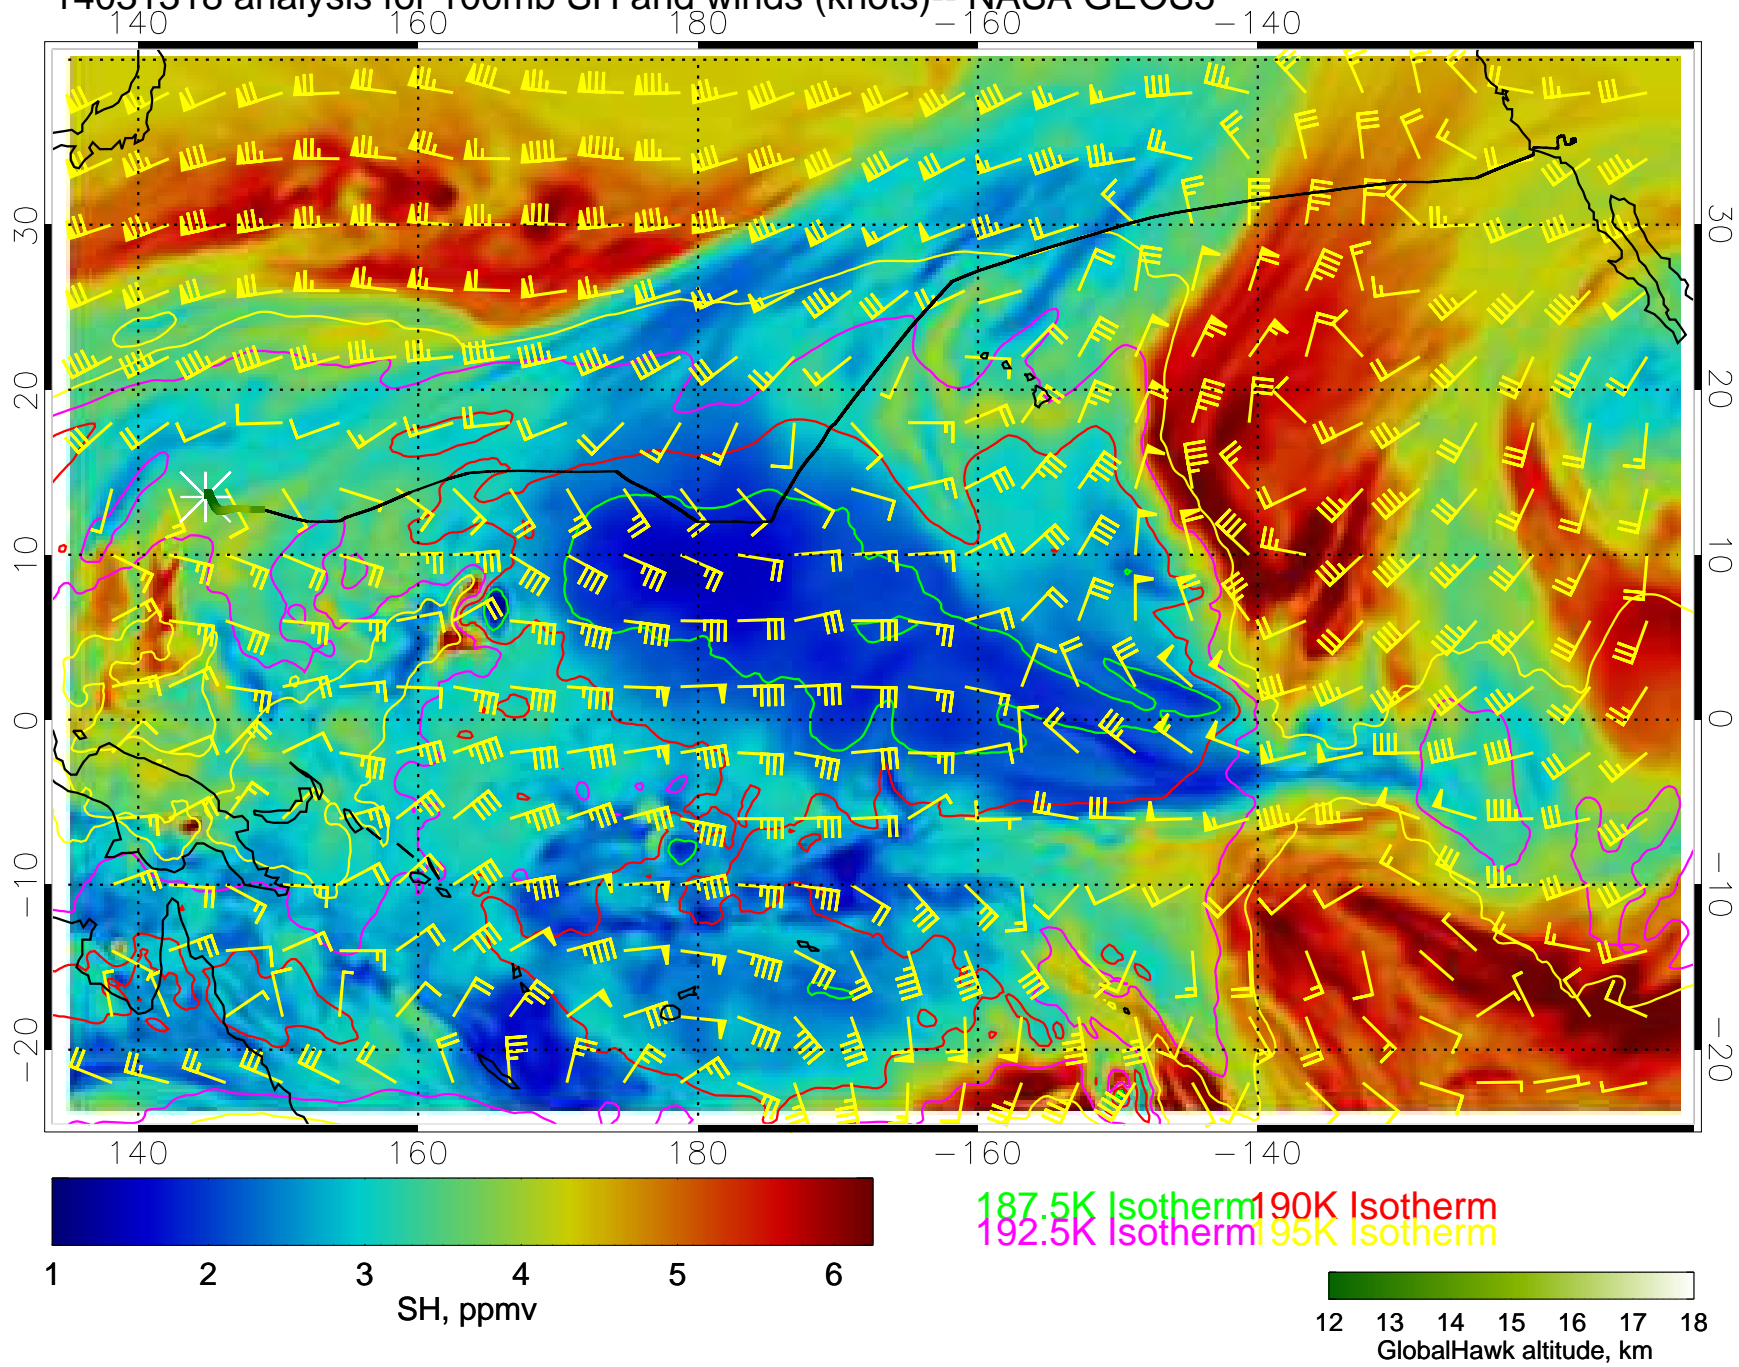 analysis for 100mb SH and winds (knots)-- NASA GEOS5
140 160 180 −160 −140
30 30
20 20
10 10
0 0
−10 −10
−20 −20
140 160 180 −160 −140
187.5K Isotherm 190K Isotherm
192.5K Isotherm 195K Isotherm
1 2 3 4 5 6
SH, ppmv
12 13 14 15 16 17 18
GlobalHawk altitude, km